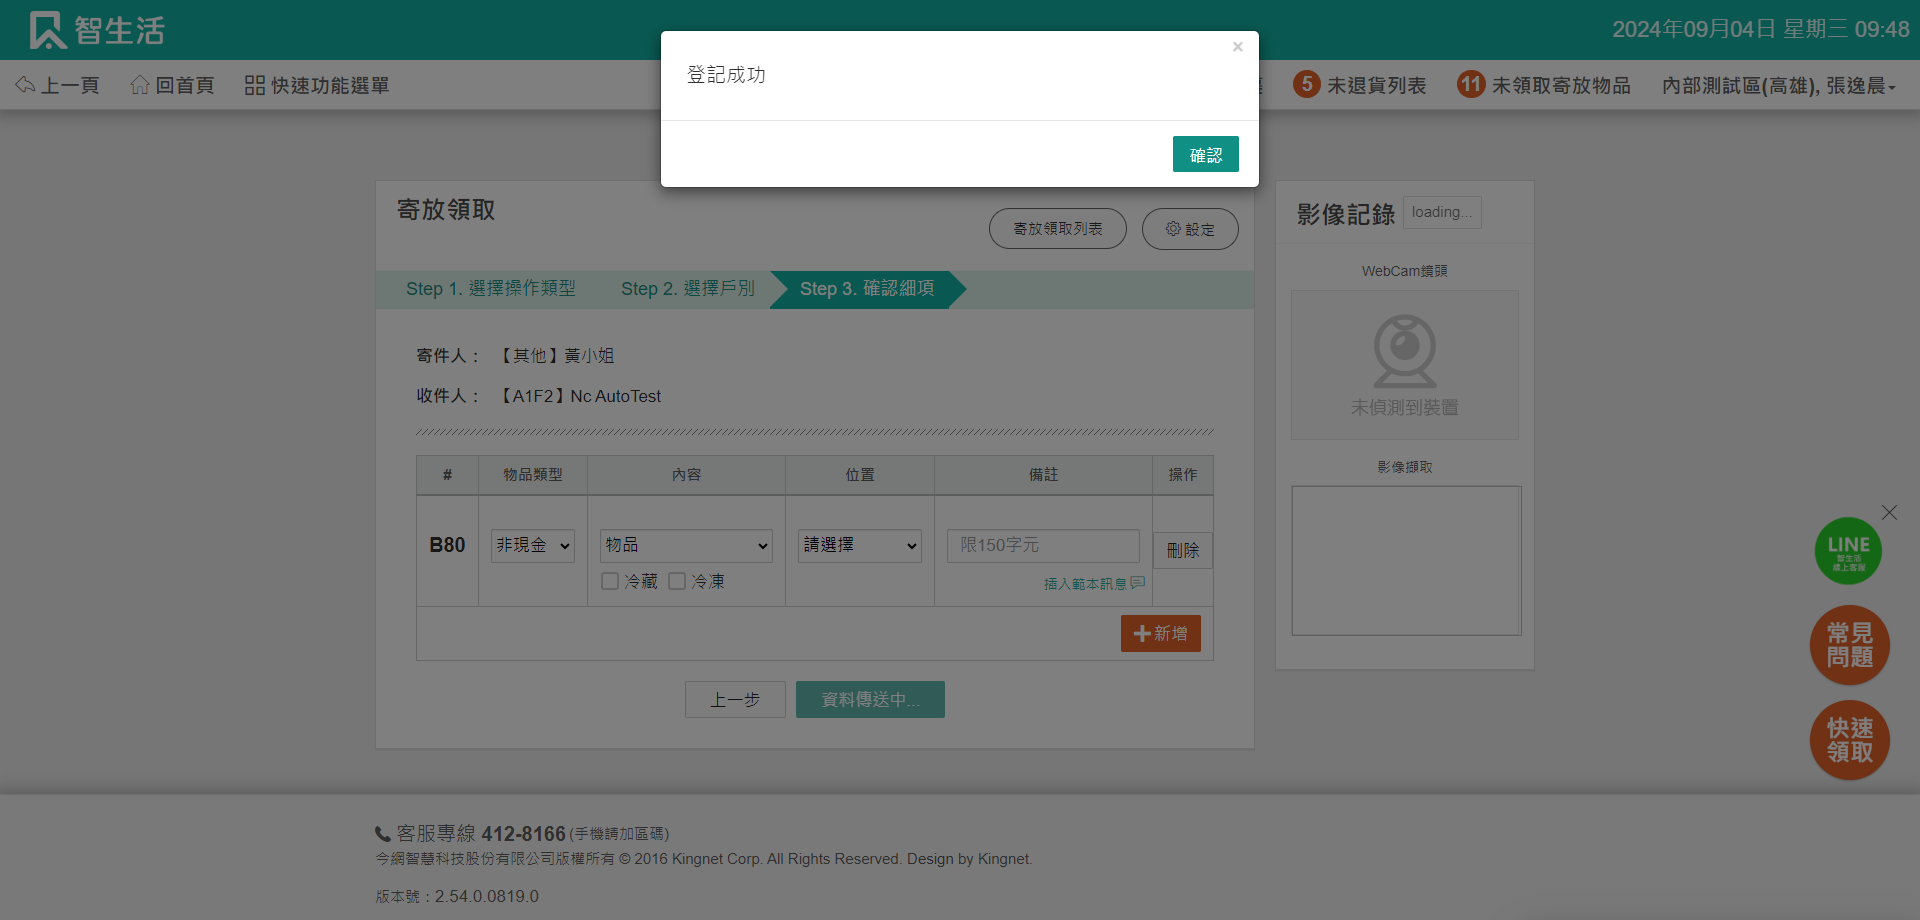 智生活
2024年09月04日 星期三 09:48
上一頁
回首頁
快速功能選單
5 未退貨列表
11 未領取寄放物品
內部測試區(高雄), 張逸晨
×
登記成功
確認
寄放領取
寄放領取列表
設定
Step 1. 選擇操作類型
Step 2. 選擇戶別
Step 3. 確認細項
寄件人： 【其他】黃小姐
收件人： 【A1F2】Nc AutoTest
# 物品類型 內容 位置 備註 操作
B80 非現金 物品 請選擇 限150字元 刪除
冷藏 冷凍
插入範本訊息
新增
上一步
資料傳送中...
影像記錄
loading...
WebCam鏡頭
未偵測到裝置
影像擷取
LINE
智生活
線上客服
常見
問題
快速
領取
客服專線 412-8166 (手機請加區碼)
今網智慧科技股份有限公司版權所有 © 2016 Kingnet Corp. All Rights Reserved. Design by Kingnet.
版本號：2.54.0.0819.0